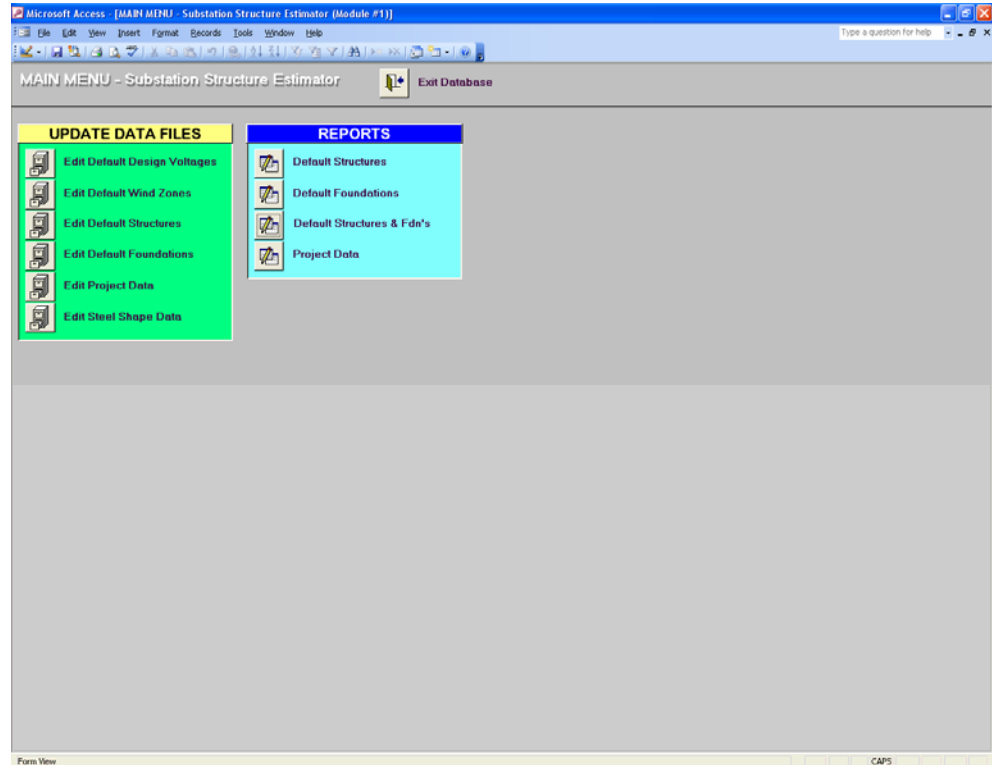 Microsoft Access - [MAIN MENU - Substation Structure Estimator (Module #1)]
File Edit View Insert Format Records Tools Window Help
Type a question for help
MAIN MENU - Substation Structure Estimator
Exit Database
UPDATE DATA FILES
Edit Default Design Voltages
Edit Default Wind Zones
Edit Default Structures
Edit Default Foundations
Edit Project Data
Edit Steel Shape Data
REPORTS
Default Structures
Default Foundations
Default Structures & Fdn's
Project Data
Form View
CAPS